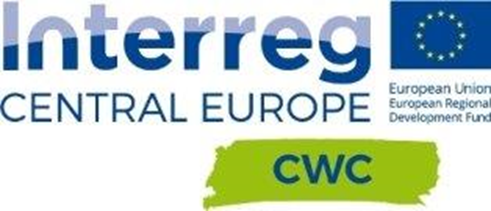 Interreg
CENTRAL EUROPE
European Union
European Regional
Development Fund
CWC